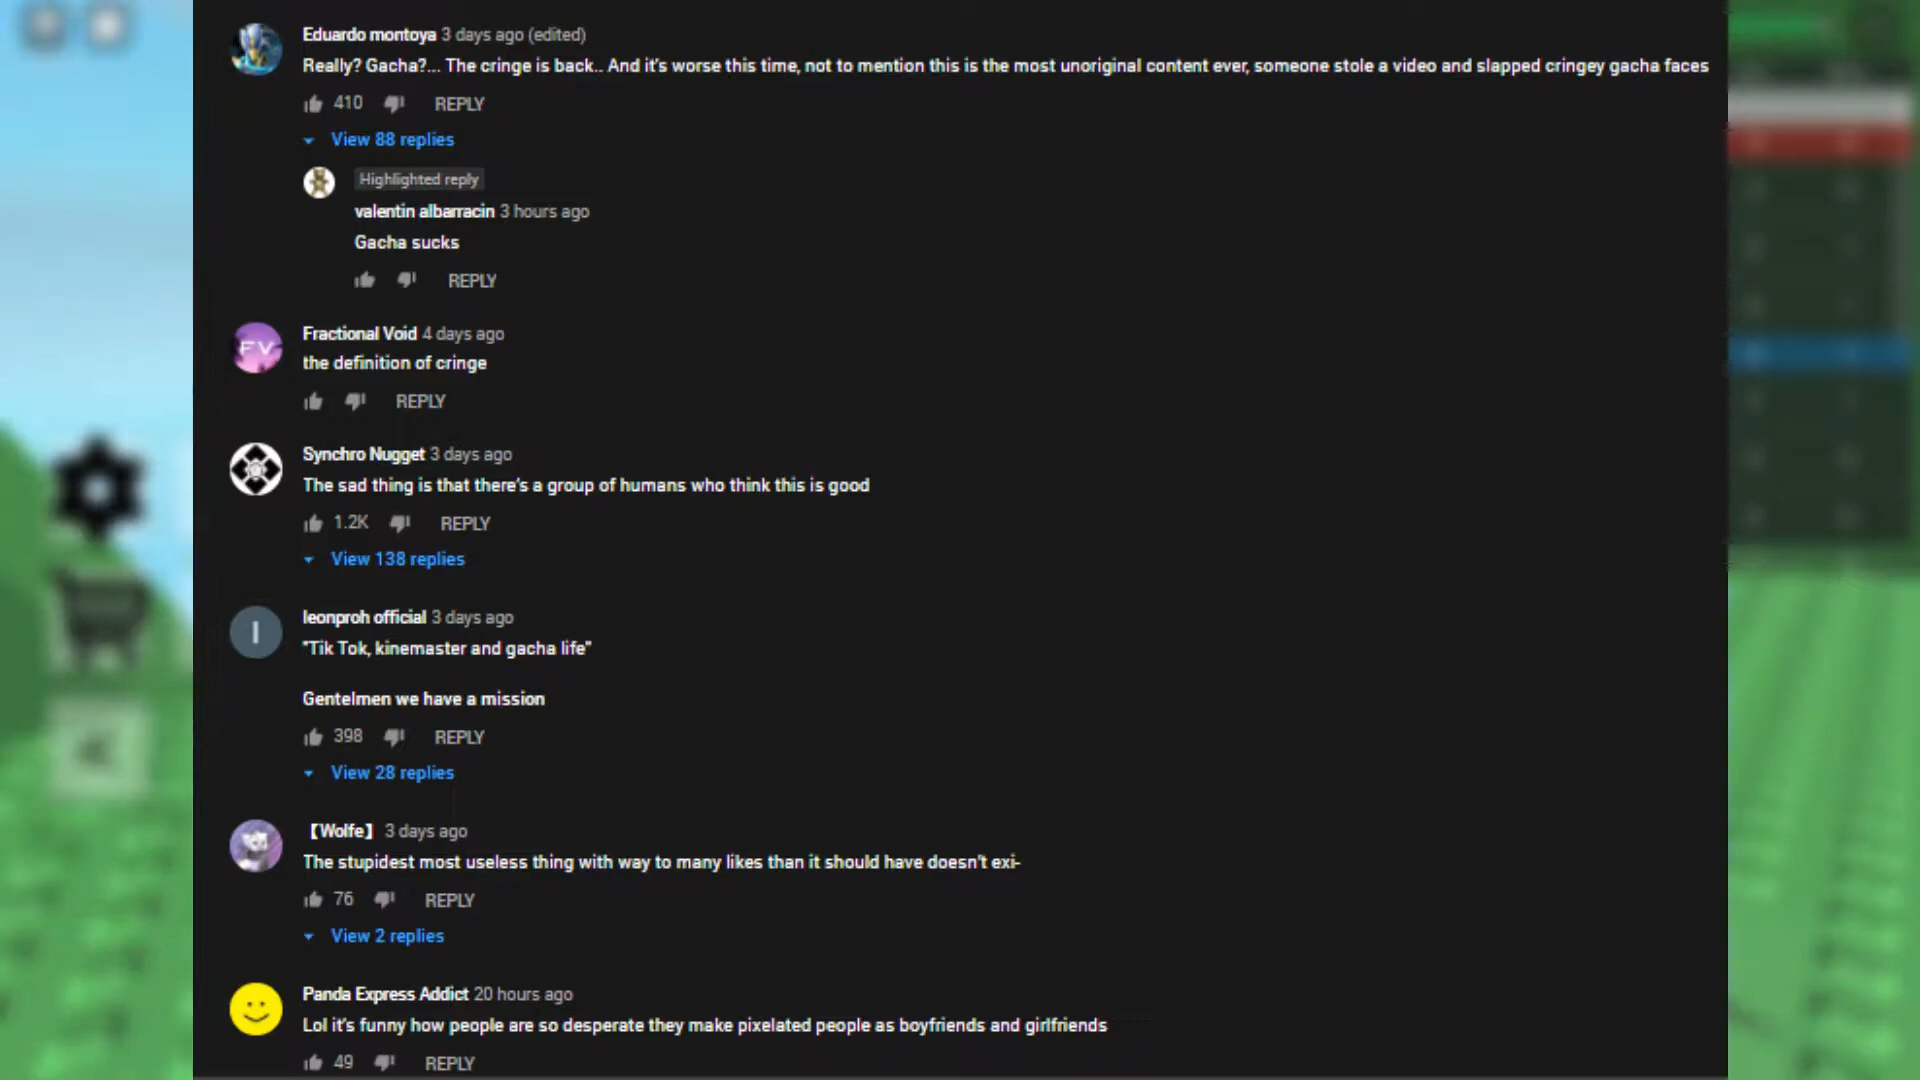 Eduardo montoya 3 days ago (edited)
Really? Gacha?... The cringe is back.. And it's worse this time, not to mention this is the most unoriginal content ever, someone stole a video and slapped cringey gacha faces
410 REPLY
View 88 replies
Highlighted reply
valentin albarracin 3 hours ago
Gacha sucks
REPLY
FV
Fractional Void 4 days ago
the definition of cringe
REPLY
Synchro Nugget 3 days ago
The sad thing is that there's a group of humans who think this is good
1.2K REPLY
View 138 replies
l
leonproh official 3 days ago
"Tik Tok, kinemaster and gacha life"
Gentelmen we have a mission
398 REPLY
View 28 replies
【Wolfe】 3 days ago
The stupidest most useless thing with way to many likes than it should have doesn't exi-
76 REPLY
View 2 replies
Panda Express Addict 20 hours ago
Lol it's funny how people are so desperate they make pixelated people as boyfriends and girlfriends
49 REPLY